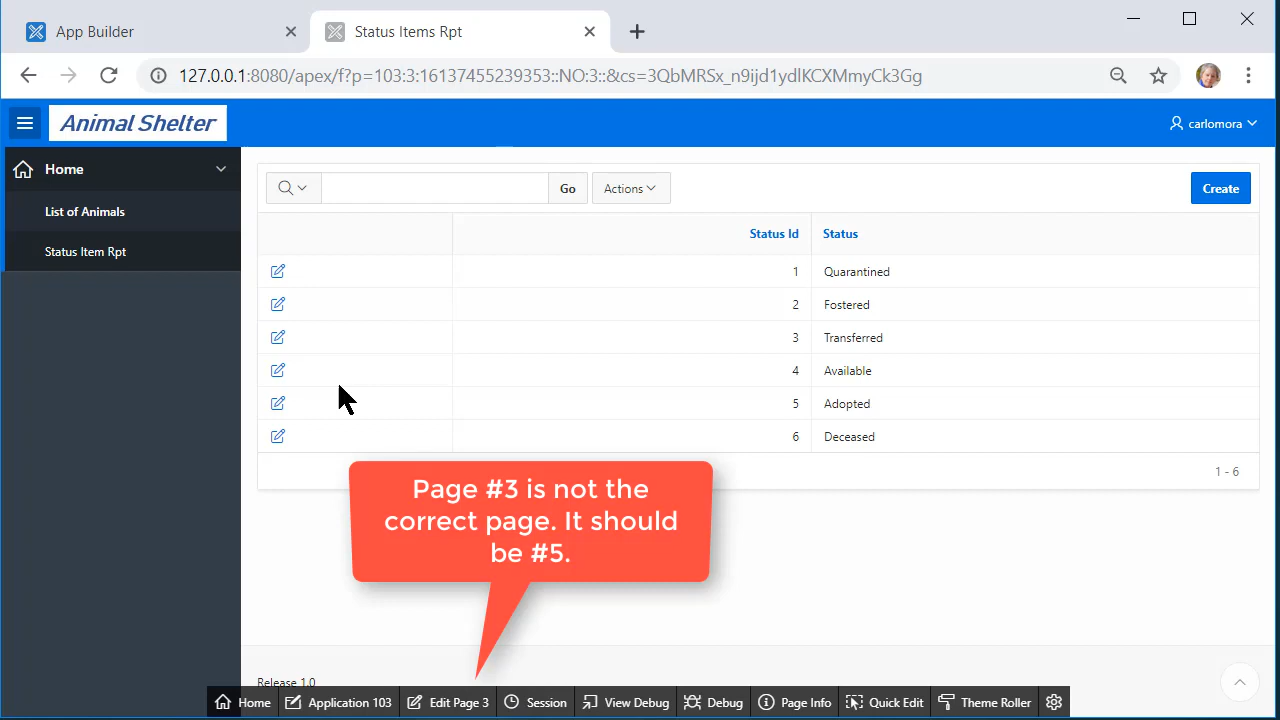 App Builder
Status Items Rpt
127.0.0.1:8080/apex/f?p=103:3:16137455239353::NO:3::&cs=3QbMRSx_n9ijd1ydlKCXMmyCk3Gg
Animal Shelter
carlomora
Home
List of Animals
Status Item Rpt
Go
Actions
Create
Status Id Status
1 Quarantined
2 Fostered
3 Transferred
4 Available
5 Adopted
6 Deceased
1 - 6
Page #3 is not the
correct page. It should
be #5.
Release 1.0
Home Application 103 Edit Page 3 Session View Debug Debug Page Info Quick Edit Theme Roller